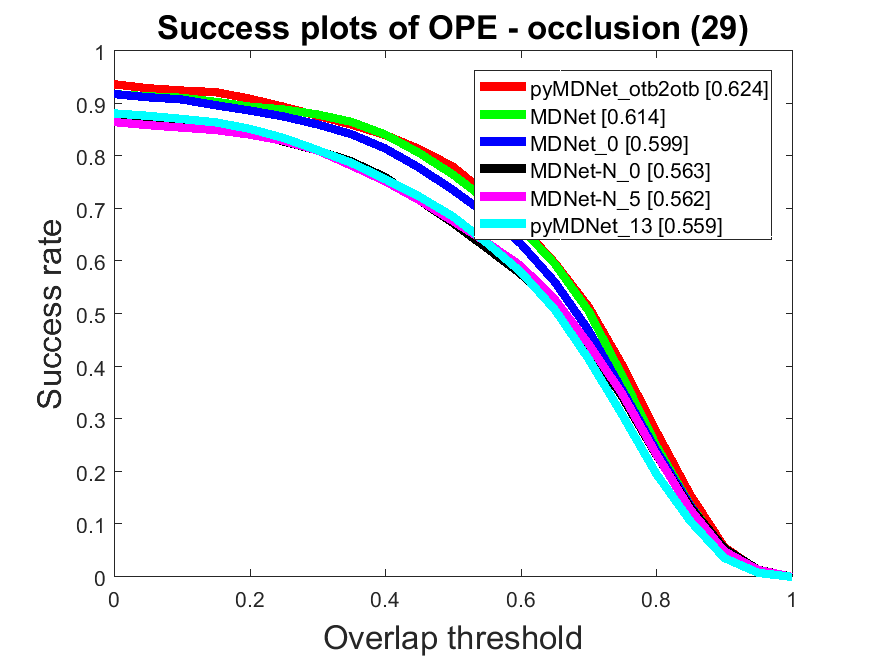 Success plots of OPE - occlusion (29)
pyMDNet_otb2otb [0.624]
MDNet [0.614]
MDNet_0 [0.599]
MDNet-N_0 [0.563]
MDNet-N_5 [0.562]
pyMDNet_13 [0.559]
Success rate
1
0.9
0.8
0.7
0.6
0.5
0.4
0.3
0.2
0.1
0
0 0.2 0.4 0.6 0.8 1
Overlap threshold